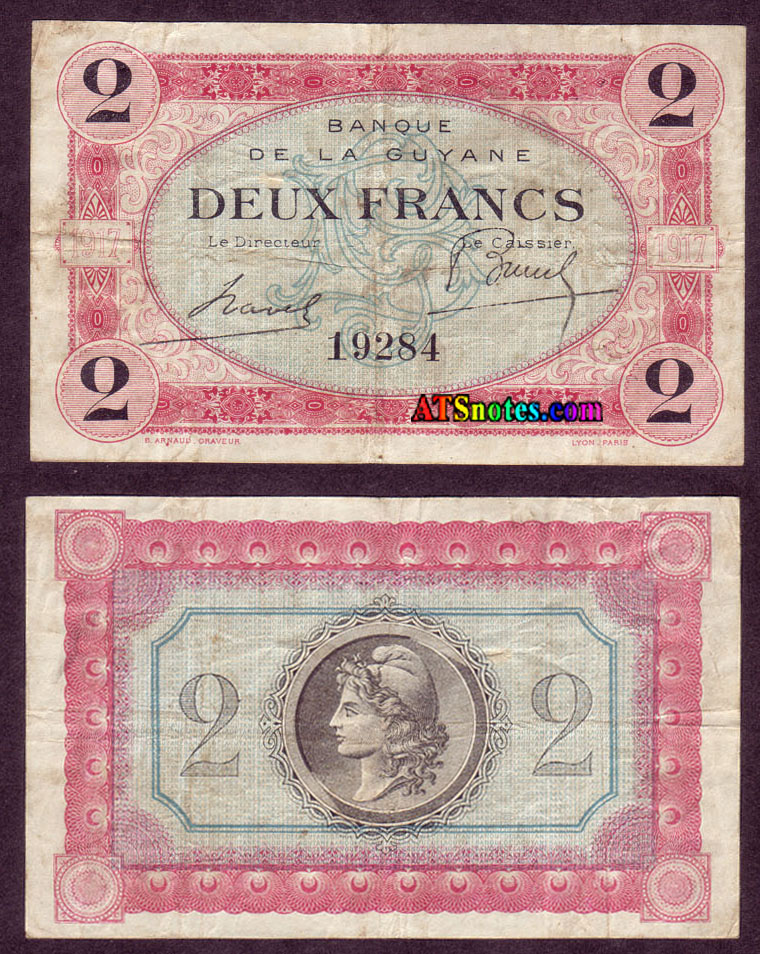 2 2
BANQUE
DE LA GUYANE
DEUX FRANCS
Le Directeur Le Caissier,
1917 1917
19284
2 2
ATSnotes.com
B. ARNAUD GRAVEUR LYON. PARIS
2 2